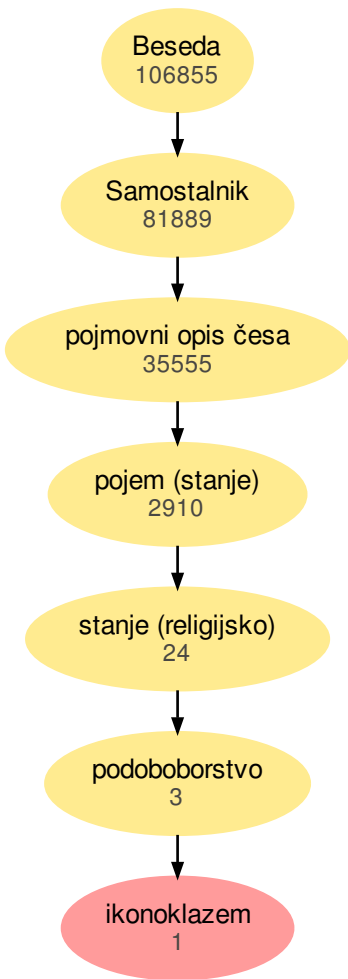 Beseda
106855
Samostalnik
81889
pojmovni opis česa
35555
pojem (stanje)
2910
stanje (religijsko)
24
podoboborstvo
3
ikonoklazem
1